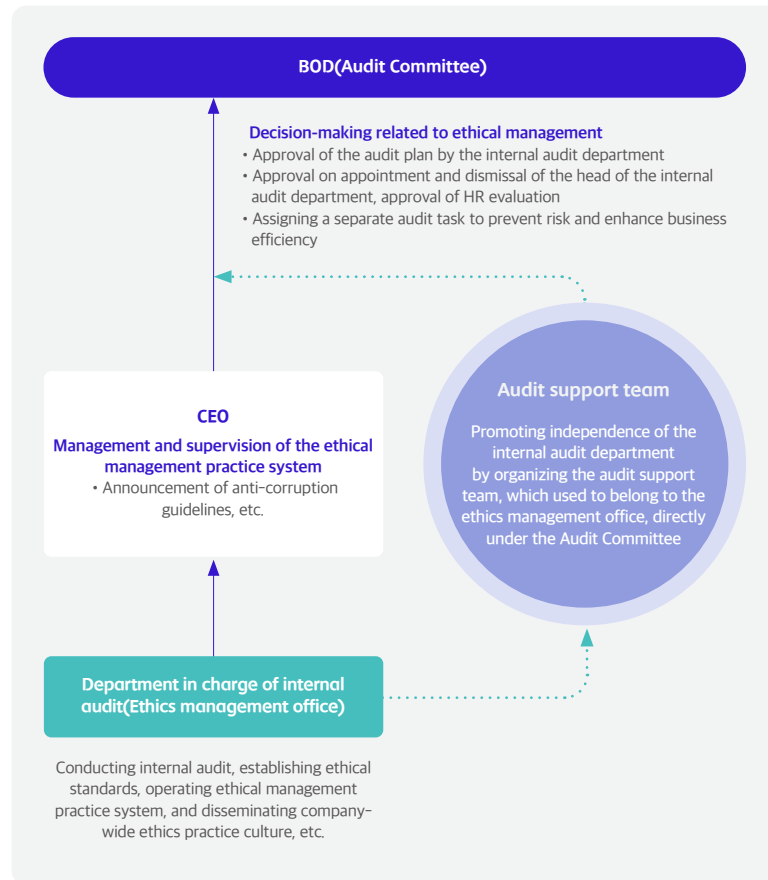 BOD(Audit Committee)
Decision-making related to ethical management
• Approval of the audit plan by the internal audit department
• Approval on appointment and dismissal of the head of the internal
audit department, approval of HR evaluation
• Assigning a separate audit task to prevent risk and enhance business
efficiency
CEO
Management and supervision of the ethical
management practice system
• Announcement of anti-corruption
guidelines, etc.
Audit support team
Promoting independence of the
internal audit department
by organizing the audit support
team, which used to belong to the
ethics management office, directly
under the Audit Committee
Department in charge of internal
audit(Ethics management office)
Conducting internal audit, establishing ethical
standards, operating ethical management
practice system, and disseminating company-
wide ethics practice culture, etc.